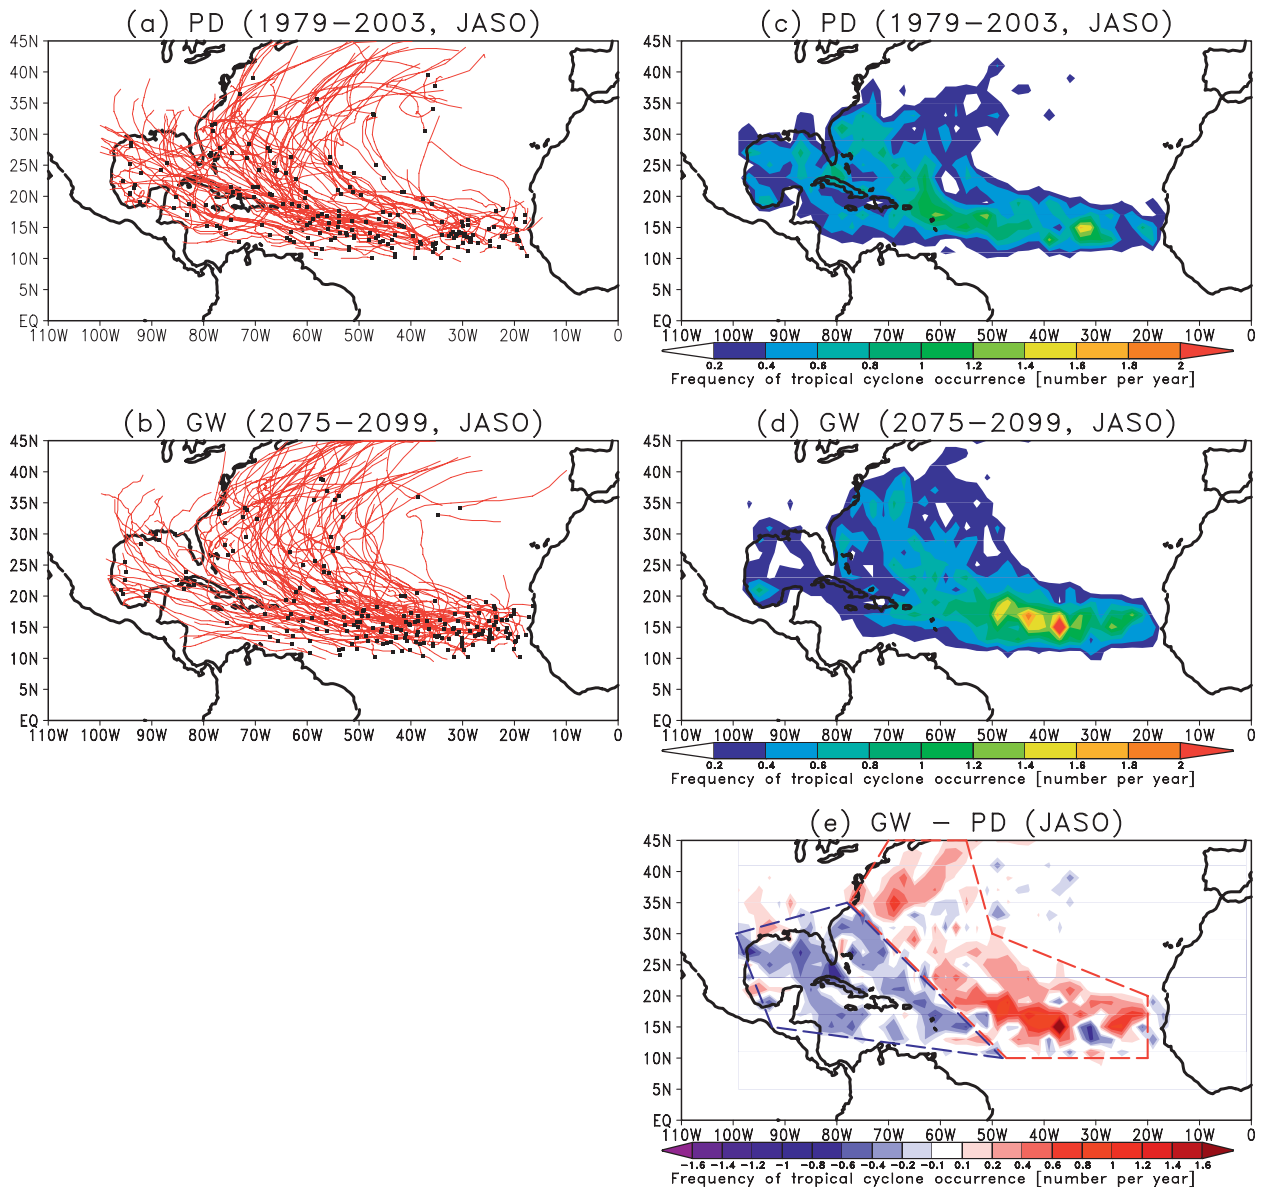 (a) PD (1979−2003, JASO)
45N
40N
35N
30N
25N
20N
15N
10N
5N
EQ
110W 100W 90W 80W 70W 60W 50W 40W 30W 20W 10W 0
(c) PD (1979−2003, JASO)
45N
40N
35N
30N
25N
20N
15N
10N
5N
EQ
110W 100W 90W 80W 70W 60W 50W 40W 30W 20W 10W 0
0.2 0.4 0.6 0.8 1 1.2 1.4 1.6 1.8 2
Frequency of tropical cyclone occurrence [number per year]
(b) GW (2075−2099, JASO)
45N
40N
35N
30N
25N
20N
15N
10N
5N
EQ
110W 100W 90W 80W 70W 60W 50W 40W 30W 20W 10W 0
(d) GW (2075−2099, JASO)
45N
40N
35N
30N
25N
20N
15N
10N
5N
EQ
110W 100W 90W 80W 70W 60W 50W 40W 30W 20W 10W 0
0.2 0.4 0.6 0.8 1 1.2 1.4 1.6 1.8 2
Frequency of tropical cyclone occurrence [number per year]
(e) GW − PD (JASO)
45N
40N
35N
30N
25N
20N
15N
10N
5N
EQ
110W 100W 90W 80W 70W 60W 50W 40W 30W 20W 10W 0
−1.6 −1.4 −1.2 −1 −0.8 −0.6 −0.4 −0.2 −0.1 0.1 0.2 0.4 0.6 0.8 1 1.2 1.4 1.6
Frequency of tropical cyclone occurrence [number per year]